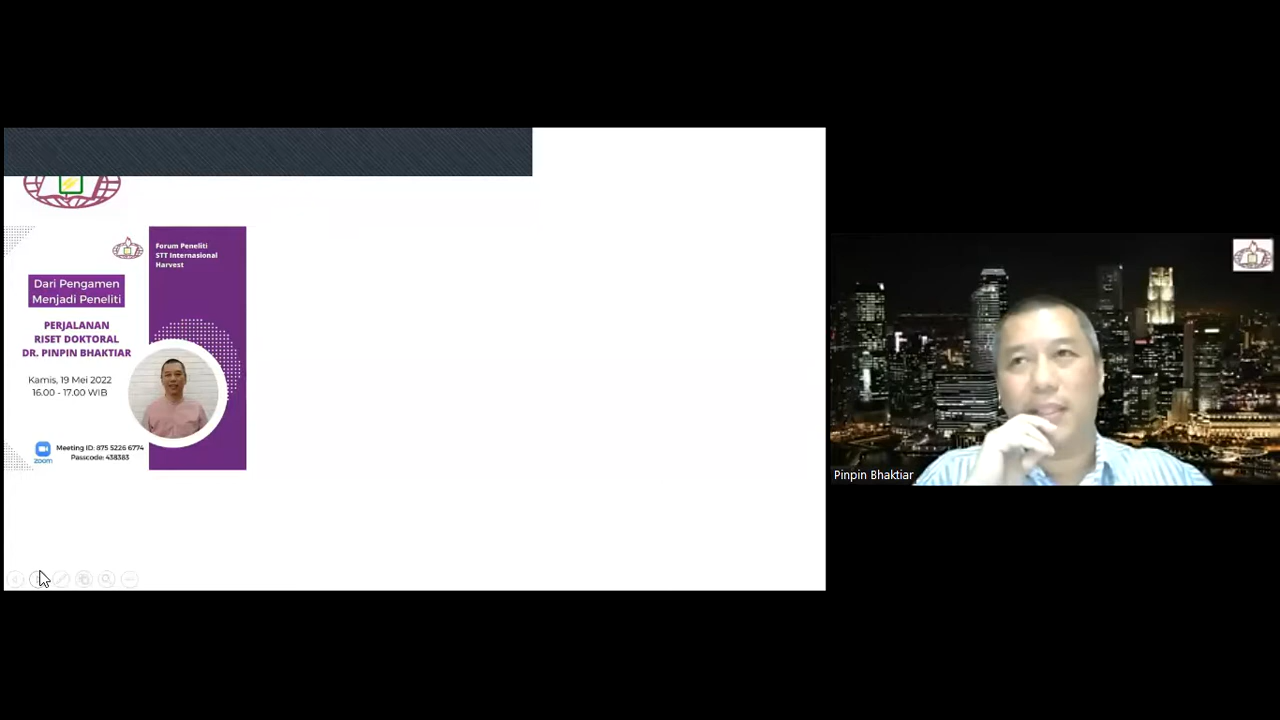 Forum Peneliti
STT Internasional
Harvest
Dari Pengamen
Menjadi Peneliti
PERJALANAN
RISET DOKTORAL
DR. PINPIN BHAKTIAR
Kamis, 19 Mei 2022
16.00 - 17.00 WIB
zoom
Meeting ID: 875 5226 6774
Passcode: 438383
Pinpin Bhaktiar